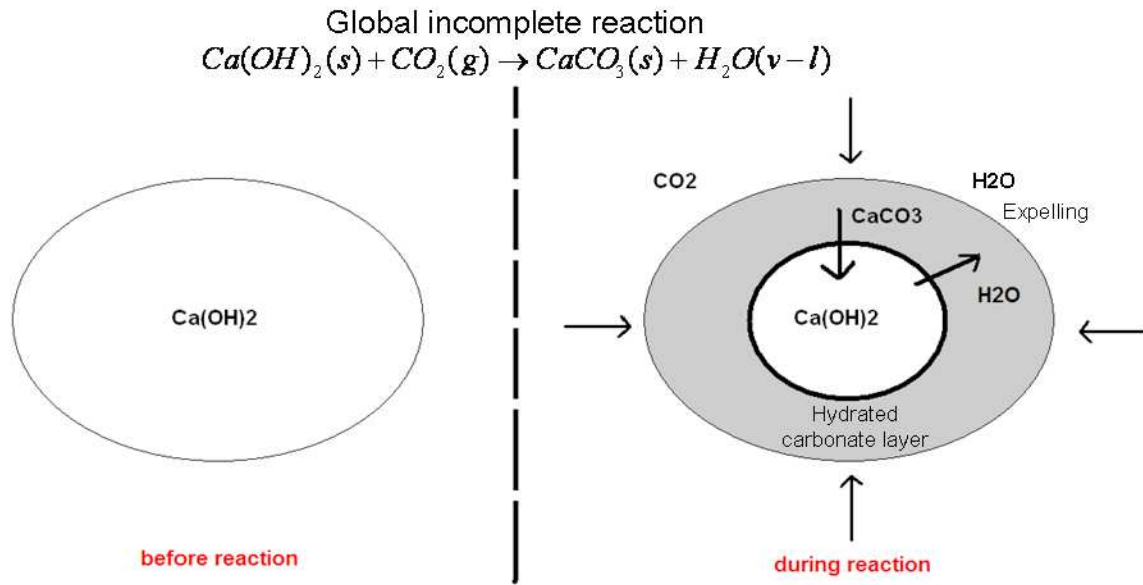 Global incomplete reaction
Ca(OH)₂(s) + CO₂(g) → CaCO₃(s) + H₂O(v − l)
CO2
H2O
Expelling
CaCO3
H2O
Ca(OH)2
Ca(OH)2
Hydrated
carbonate layer
before reaction
during reaction